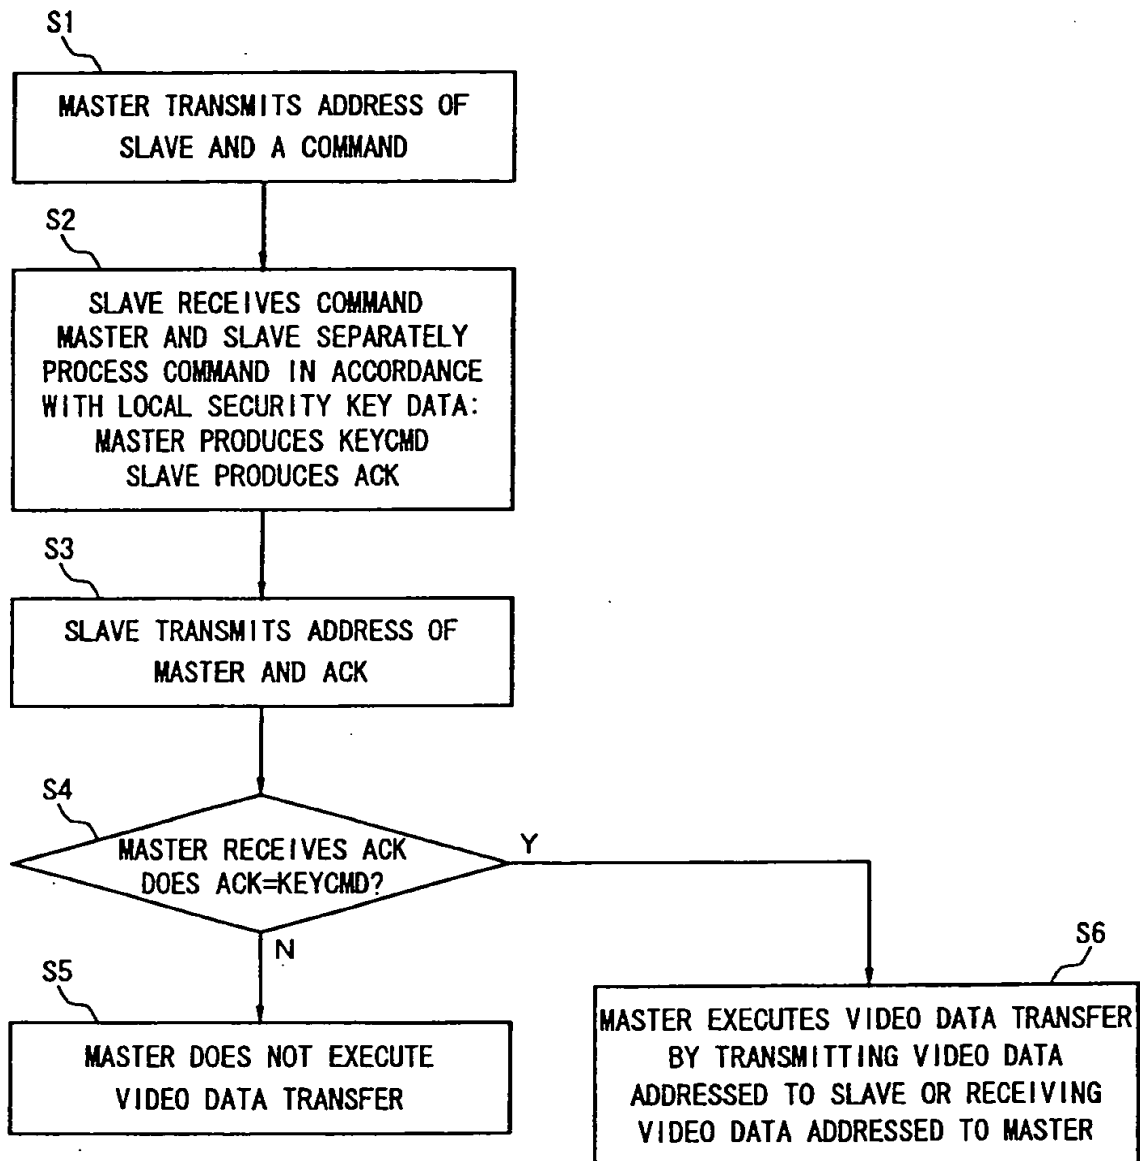 S1
MASTER TRANSMITS ADDRESS OF
SLAVE AND A COMMAND
S2
SLAVE RECEIVES COMMAND
MASTER AND SLAVE SEPARATELY
PROCESS COMMAND IN ACCORDANCE
WITH LOCAL SECURITY KEY DATA:
MASTER PRODUCES KEYCMD
SLAVE PRODUCES ACK
S3
SLAVE TRANSMITS ADDRESS OF
MASTER AND ACK
S4
MASTER RECEIVES ACK
DOES ACK=KEYCMD?
Y
N
S5
MASTER DOES NOT EXECUTE
VIDEO DATA TRANSFER
S6
MASTER EXECUTES VIDEO DATA TRANSFER
BY TRANSMITTING VIDEO DATA
ADDRESSED TO SLAVE OR RECEIVING
VIDEO DATA ADDRESSED TO MASTER